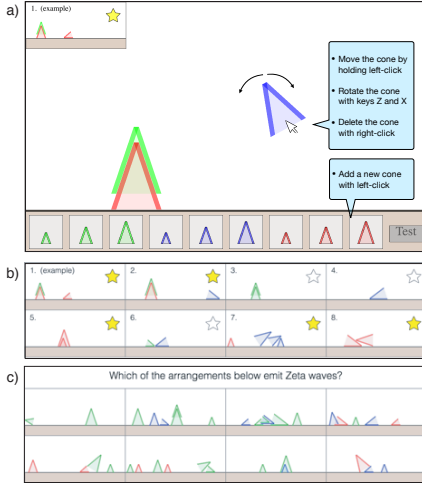 a)
1. (example)
• Move the cone by
holding left-click
• Rotate the cone
with keys Z and X
• Delete the cone
with right-click
• Add a new cone
with left-click
Test
b)
1. (example)
2.
3.
4.
5.
6.
7.
8.
c)
Which of the arrangements below emit Zeta waves?